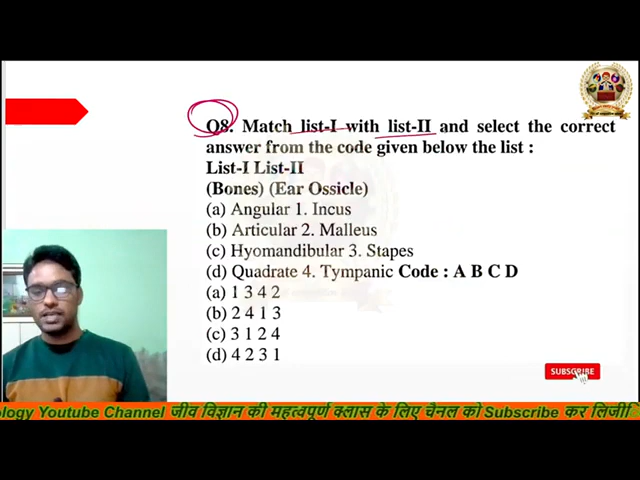 Q8. Match list-I with list-II and select the correct
answer from the code given below the list :
List-I List-II
(Bones) (Ear Ossicle)
(a) Angular 1. Incus
(b) Articular 2. Malleus
(c) Hyomandibular 3. Stapes
(d) Quadrate 4. Tympanic Code : A B C D
(a) 1 3 4 2
(b) 2 4 1 3
(c) 3 1 2 4
(d) 4 2 3 1
SUBSCRIBE
ology Youtube Channel जीव विज्ञान की महत्वपूर्ण क्लास के लिए चैनल को Subscribe कर लिजी